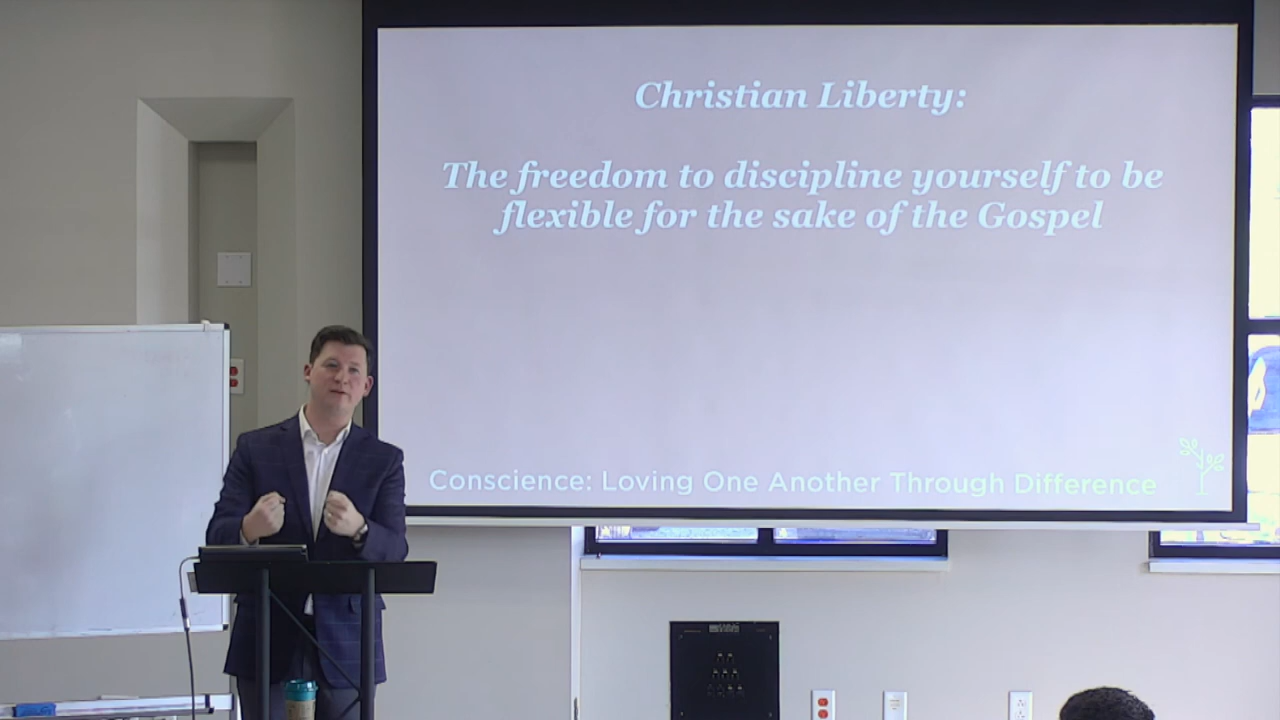 Christian Liberty:
The freedom to discipline yourself to be
flexible for the sake of the Gospel
Conscience: Loving One Another Through Difference